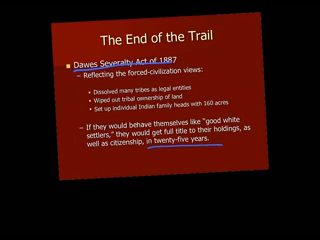 The End of the Trail
Dawes Severalty Act of 1887
– Reflecting the forced-civilization views:
• Dissolved many tribes as legal entities
• Wiped out tribal ownership of land
• Set up individual Indian family heads with 160 acres
– If they would behave themselves like "good white
settlers," they would get full title to their holdings, as
well as citizenship, in twenty-five years.